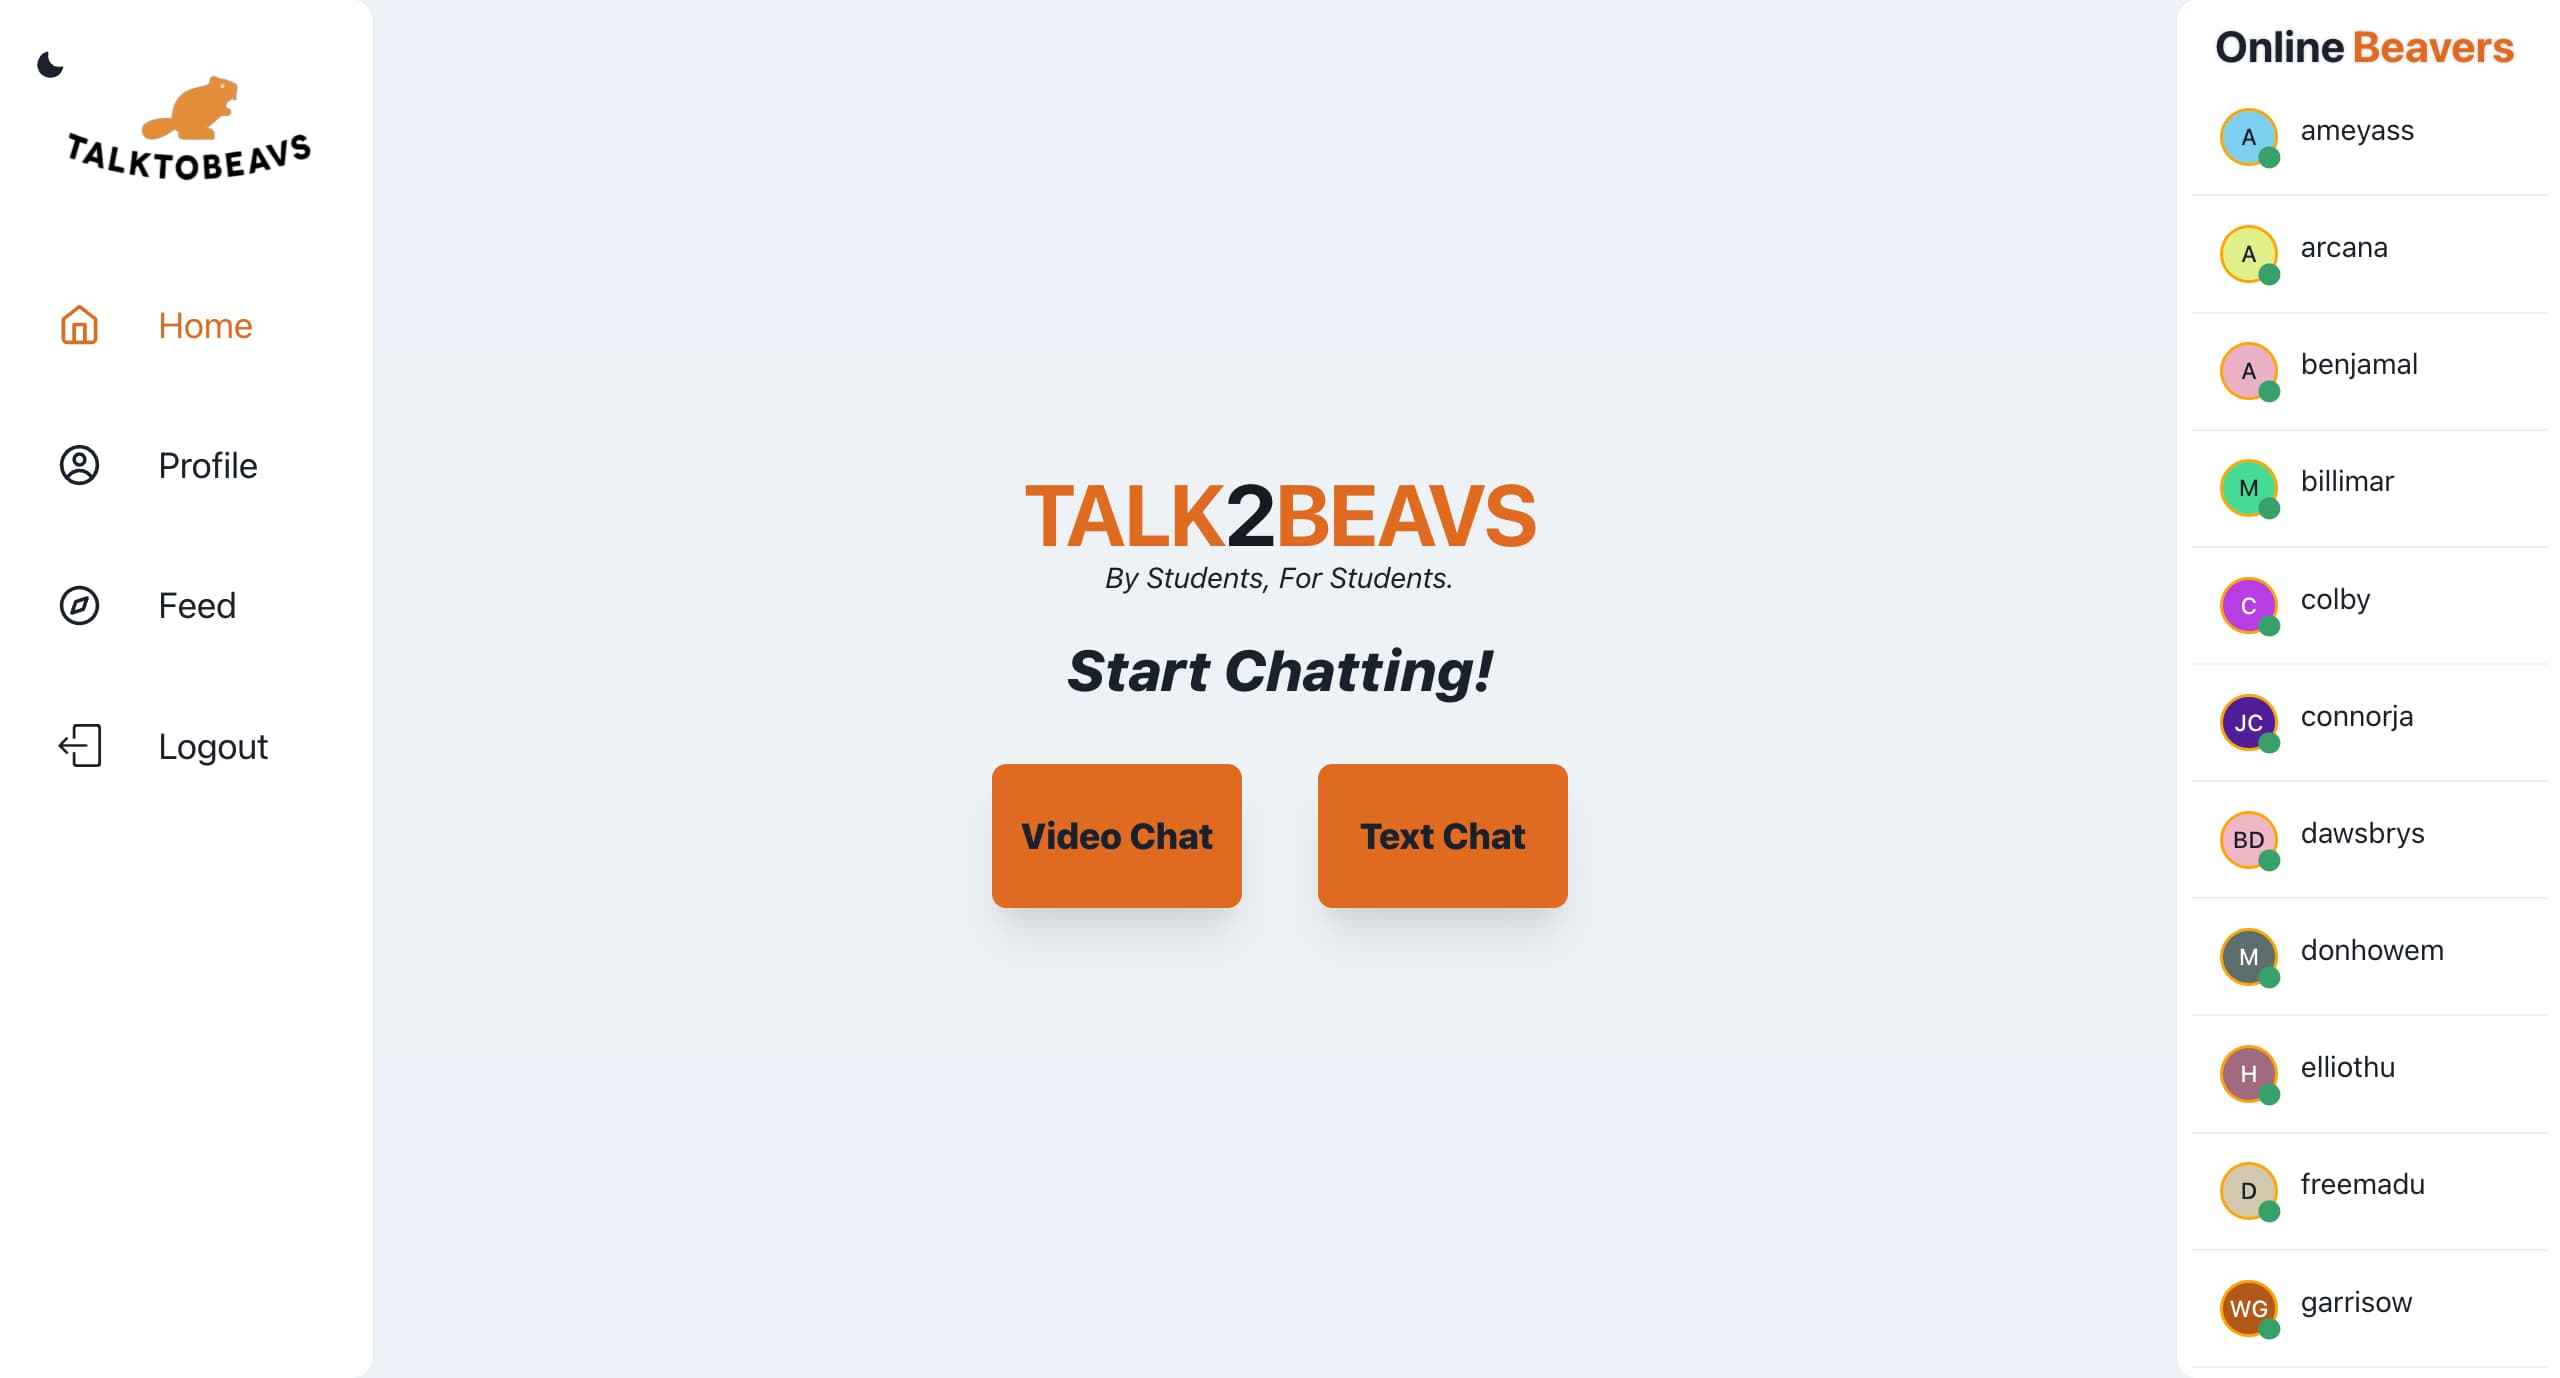 TALKTOBEAVS
Home
Profile
Feed
Logout
TALK2BEAVS
By Students, For Students.
Start Chatting!
Video Chat
Text Chat
Online Beavers
A ameyass
A arcana
A benjamal
M billimar
C colby
JC connorja
BD dawsbrys
M donhowem
H elliothu
D freemadu
WG garrisow